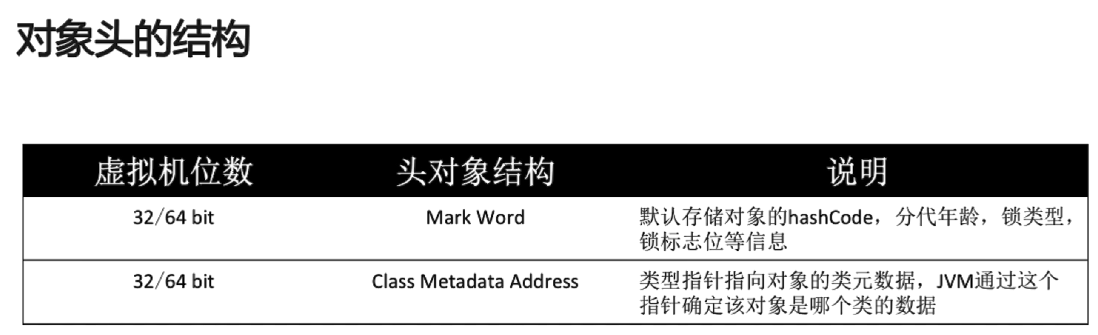 对象头的结构
虚拟机位数 头对象结构 说明
32/64 bit Mark Word 默认存储对象的hashCode，分代年龄，锁类型，
锁标志位等信息
32/64 bit Class Metadata Address 类型指针指向对象的类元数据，JVM通过这个
指针确定该对象是哪个类的数据